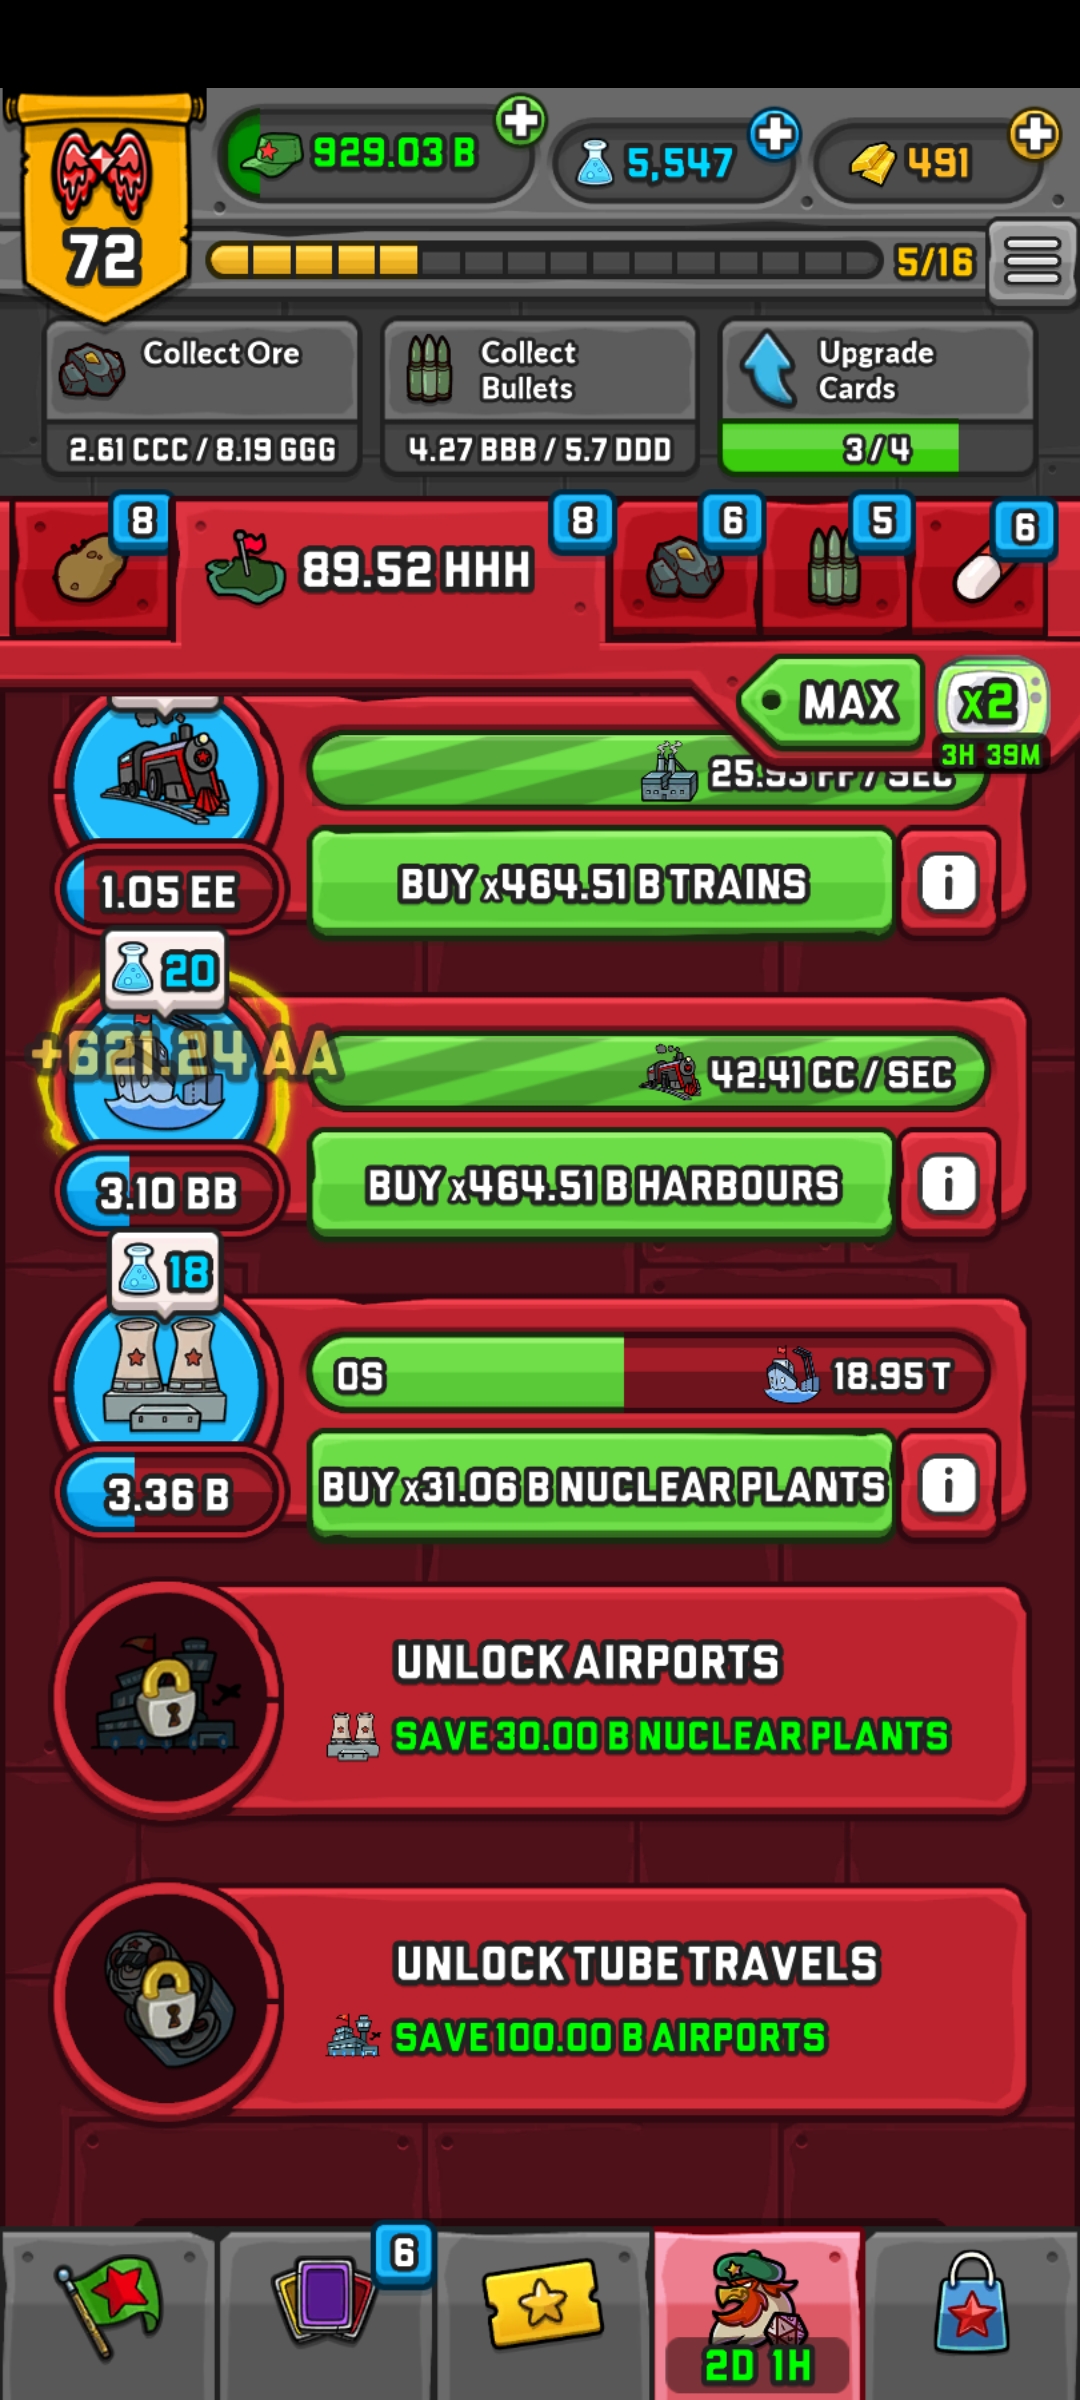 929.03 B
5,547
491
72
5/16
Collect Ore
2.61 CCC / 8.19 GGG
Collect
Bullets
4.27 BBB / 5.7 DDD
Upgrade
Cards
3/4
8
89.52 HHH
8
6
5
6
MAX
x2
3H 39M
25.93 FF / SEC
1.05 EE
BUY x464.51 B TRAINS
i
20
+621.24 AA
42.41 CC / SEC
3.10 BB
BUY x464.51 B HARBOURS
i
18
0S
18.95 T
3.36 B
BUY x31.06 B NUCLEAR PLANTS
i
UNLOCK AIRPORTS
SAVE 30.00 B NUCLEAR PLANTS
UNLOCK TUBE TRAVELS
SAVE 100.00 B AIRPORTS
6
2D 1H